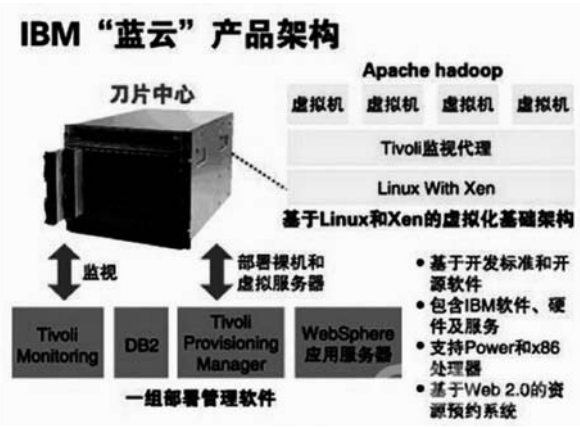 IBM“蓝云”产品架构
刀片中心
Apache hadoop
虚拟机 虚拟机 虚拟机 虚拟机
Tivoli监视代理
Linux With Xen
基于Linux和Xen的虚拟化基础架构
监视
部署裸机和
虚拟服务器
Tivoli
Monitoring
DB2
Tivoli
Provisioning
Manager
WebSphere
应用服务器
一组部署管理软件
•基于开发标准和开
源软件
•包含IBM软件、硬
件及服务
•支持Power和x86
处理器
•基于Web 2.0的资
源预约系统